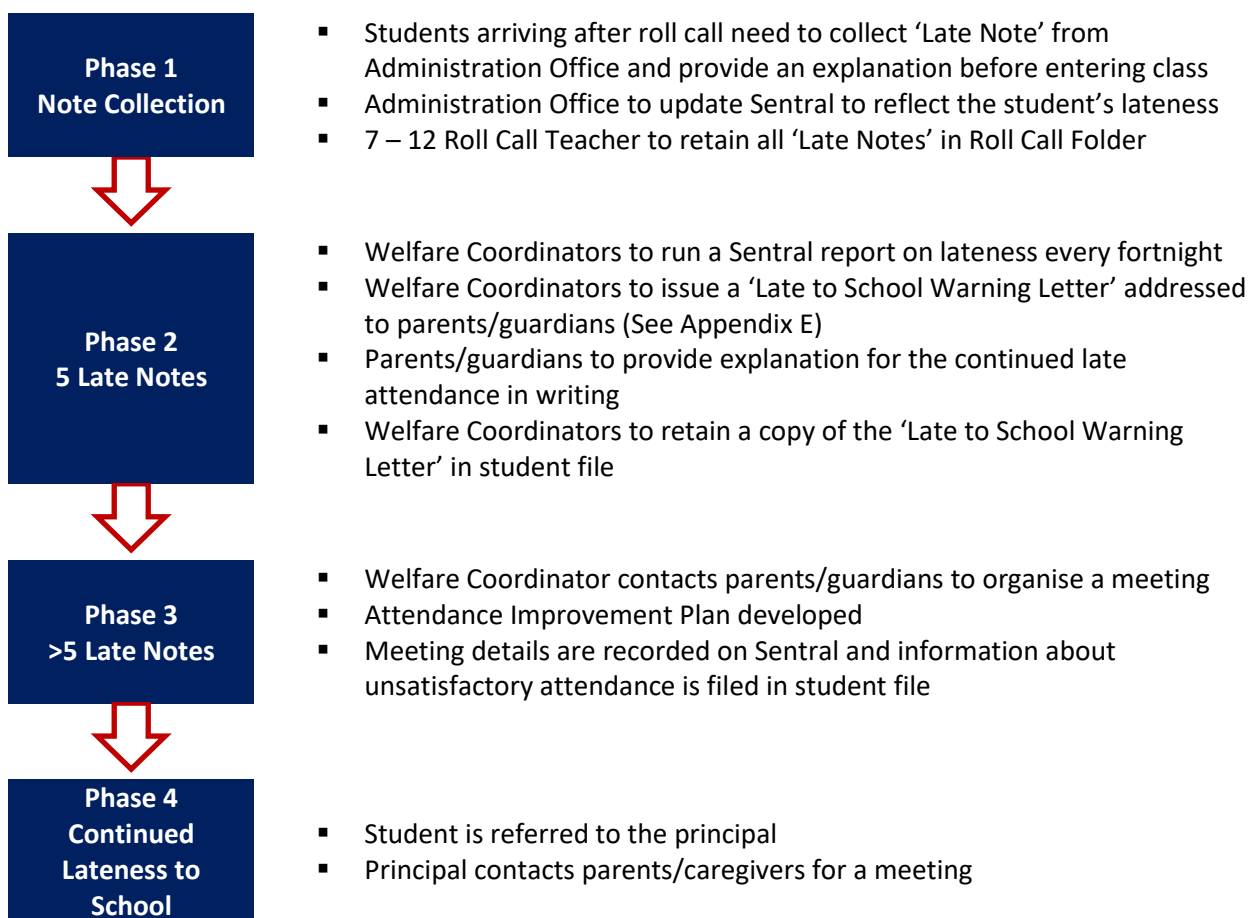 Phase 1
Note Collection
▪ Students arriving after roll call need to collect ‘Late Note’ from
Administration Office and provide an explanation before entering class
▪ Administration Office to update Sentral to reflect the student’s lateness
▪ 7 – 12 Roll Call Teacher to retain all ‘Late Notes’ in Roll Call Folder
Phase 2
5 Late Notes
▪ Welfare Coordinators to run a Sentral report on lateness every fortnight
▪ Welfare Coordinators to issue a ‘Late to School Warning Letter’ addressed
to parents/guardians (See Appendix E)
▪ Parents/guardians to provide explanation for the continued late
attendance in writing
▪ Welfare Coordinators to retain a copy of the ‘Late to School Warning
Letter’ in student file
Phase 3
>5 Late Notes
▪ Welfare Coordinator contacts parents/guardians to organise a meeting
▪ Attendance Improvement Plan developed
▪ Meeting details are recorded on Sentral and information about
unsatisfactory attendance is filed in student file
Phase 4
Continued
Lateness to
School
▪ Student is referred to the principal
▪ Principal contacts parents/caregivers for a meeting